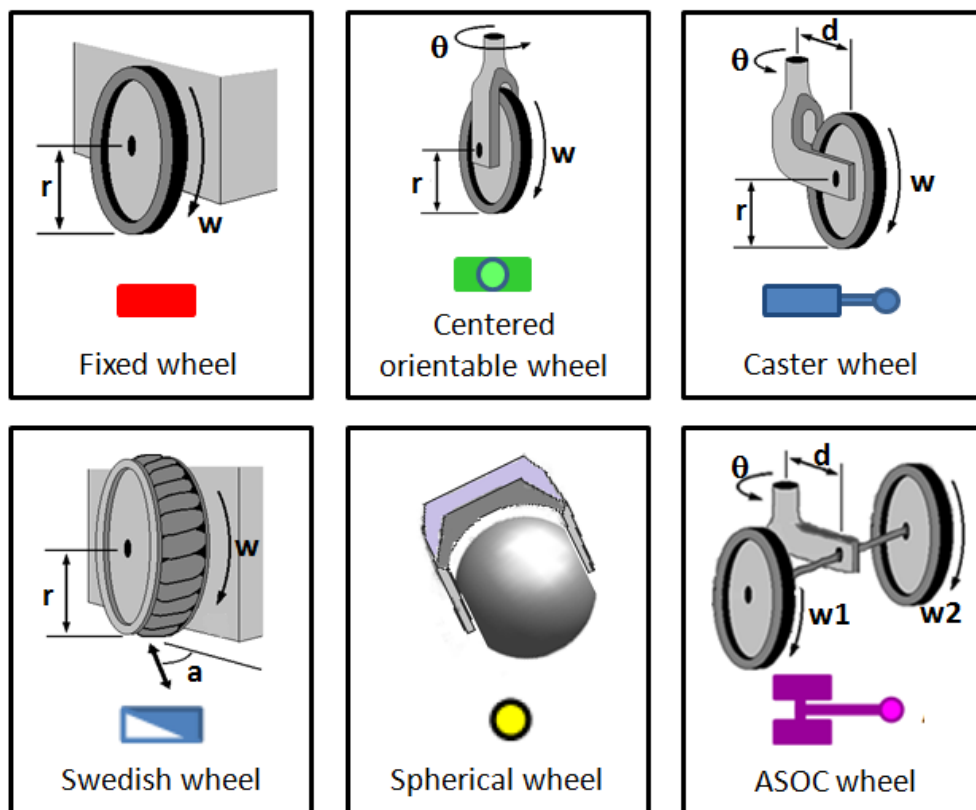 r
w
Fixed wheel
θ
r
w
Centered
orientable wheel
d
θ
r
w
Caster wheel
r
w
a
Swedish wheel
Spherical wheel
d
θ
w1
w2
ASOC wheel